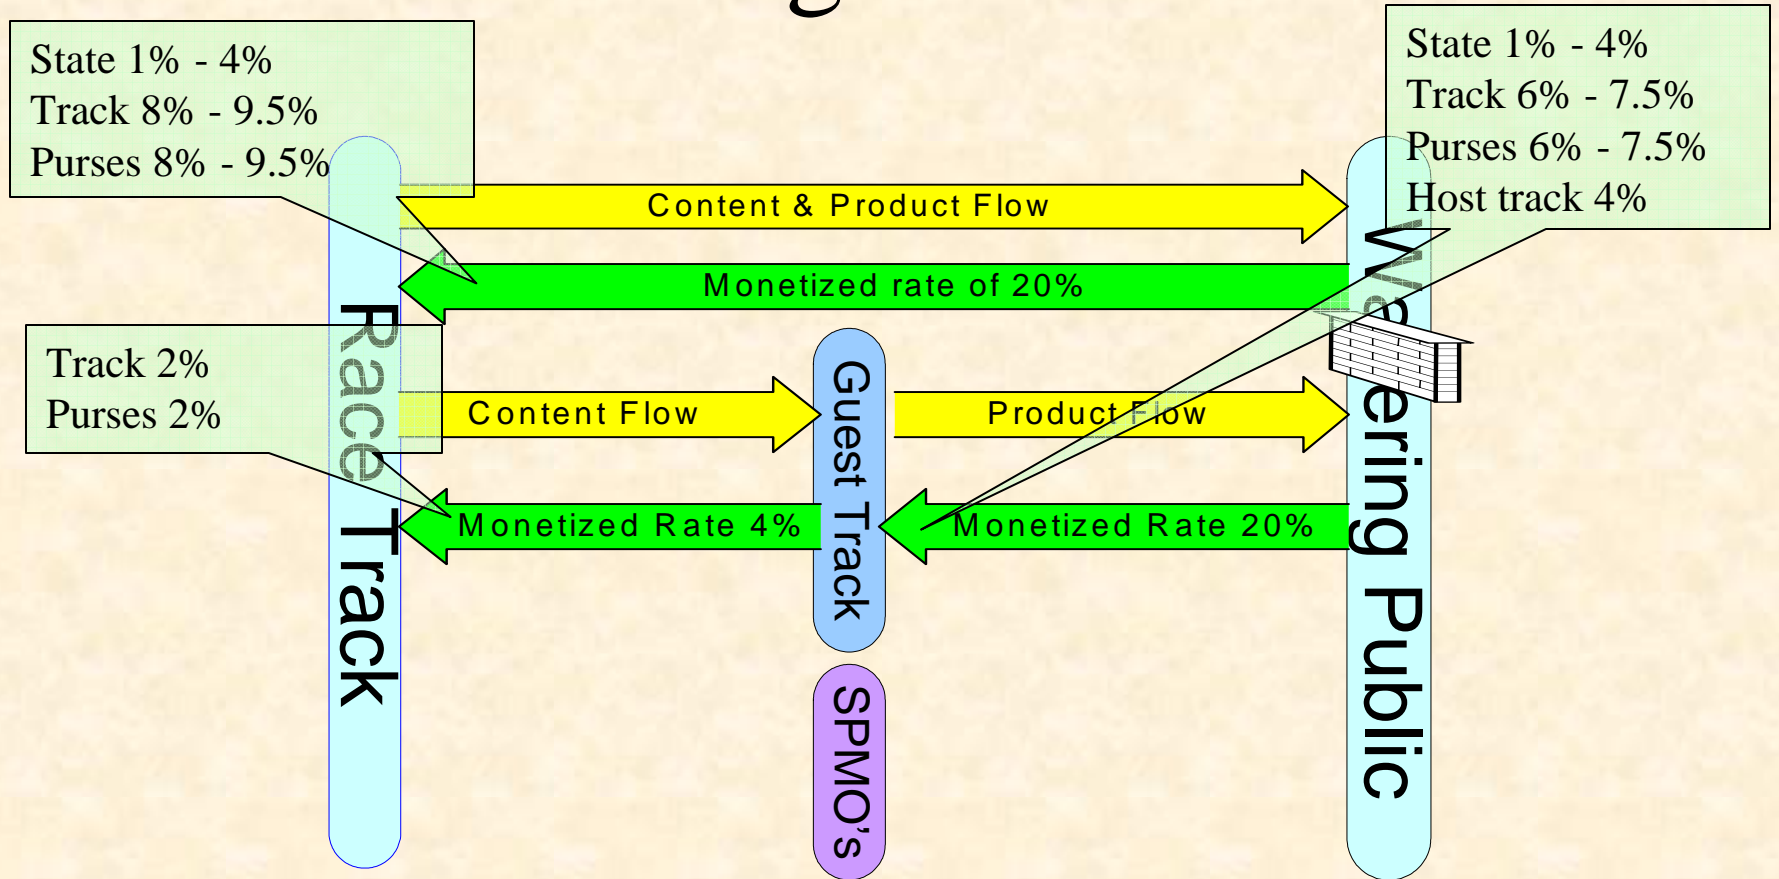 State 1% - 4%
Track 8% - 9.5%
Purses 8% - 9.5%
State 1% - 4%
Track 6% - 7.5%
Purses 6% - 7.5%
Host track 4%
Content & Product Flow
Monetized rate of 20%
Track 2%
Purses 2%
Content Flow
Product Flow
Monetized Rate 4%
Monetized Rate 20%
Race Track
Guest Track
SPMO's
Wagering Public